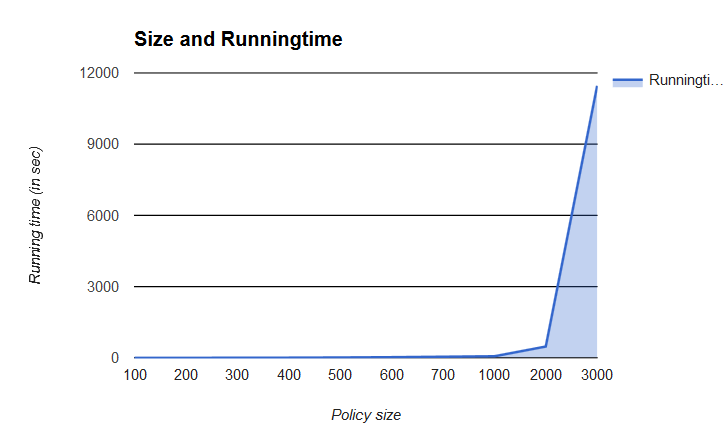 Size and Runningtime
12000
9000
6000
3000
0
Running time (in sec)
100 200 300 400 500 600 700 1000 2000 3000
Policy size
Runningti...